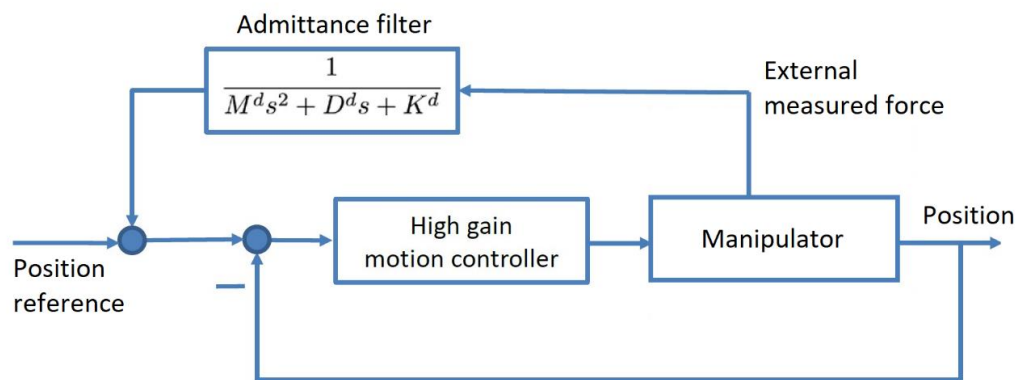 Admittance filter
1
M^d s^2 + D^d s + K^d
External
measured force
High gain
motion controller
Manipulator
Position
Position
reference
−